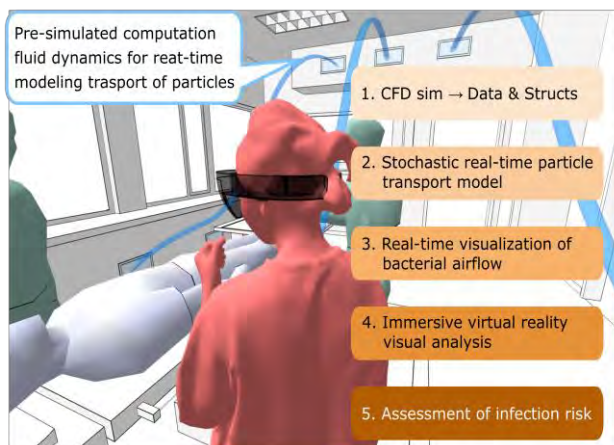 Pre-simulated computation
fluid dynamics for reat-time
modeling trasport of particles
1. CFD sim → Data & Structs
2. Stochastic real-time particle
transport model
3. Real-time visualization of
bacterial airflow
4. Immersive virtual reality
visual analysis
5. Assessment of infection risk